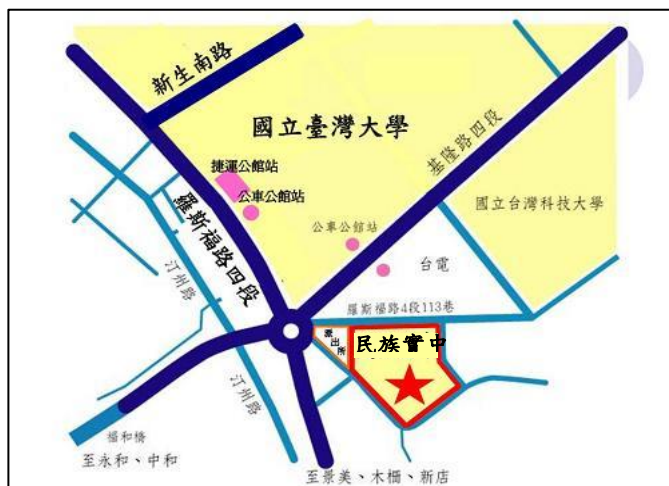 新生南路
國立臺灣大學
基隆路四段
捷運公館站
公車公館站
羅斯福路四段
公車公館站
國立台灣科技大學
台電
汀州路
羅斯福路4段113巷
派出所
民族實中
汀州路
福和橋
至永和、中和
至景美、木柵、新店